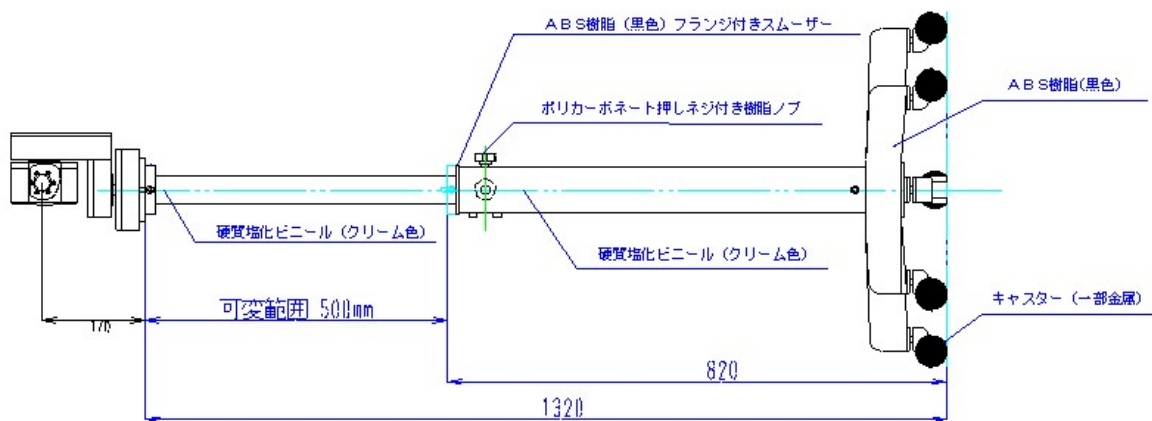 ABS樹脂（黒色）フランジ付きスムーザー
ABS樹脂(黒色)
ポリカーボネート押しネジ付き樹脂ノブ
硬質塩化ビニール（クリーム色）
硬質塩化ビニール（クリーム色）
キャスター（一部金属）
可変範囲 500mm
170
820
1320